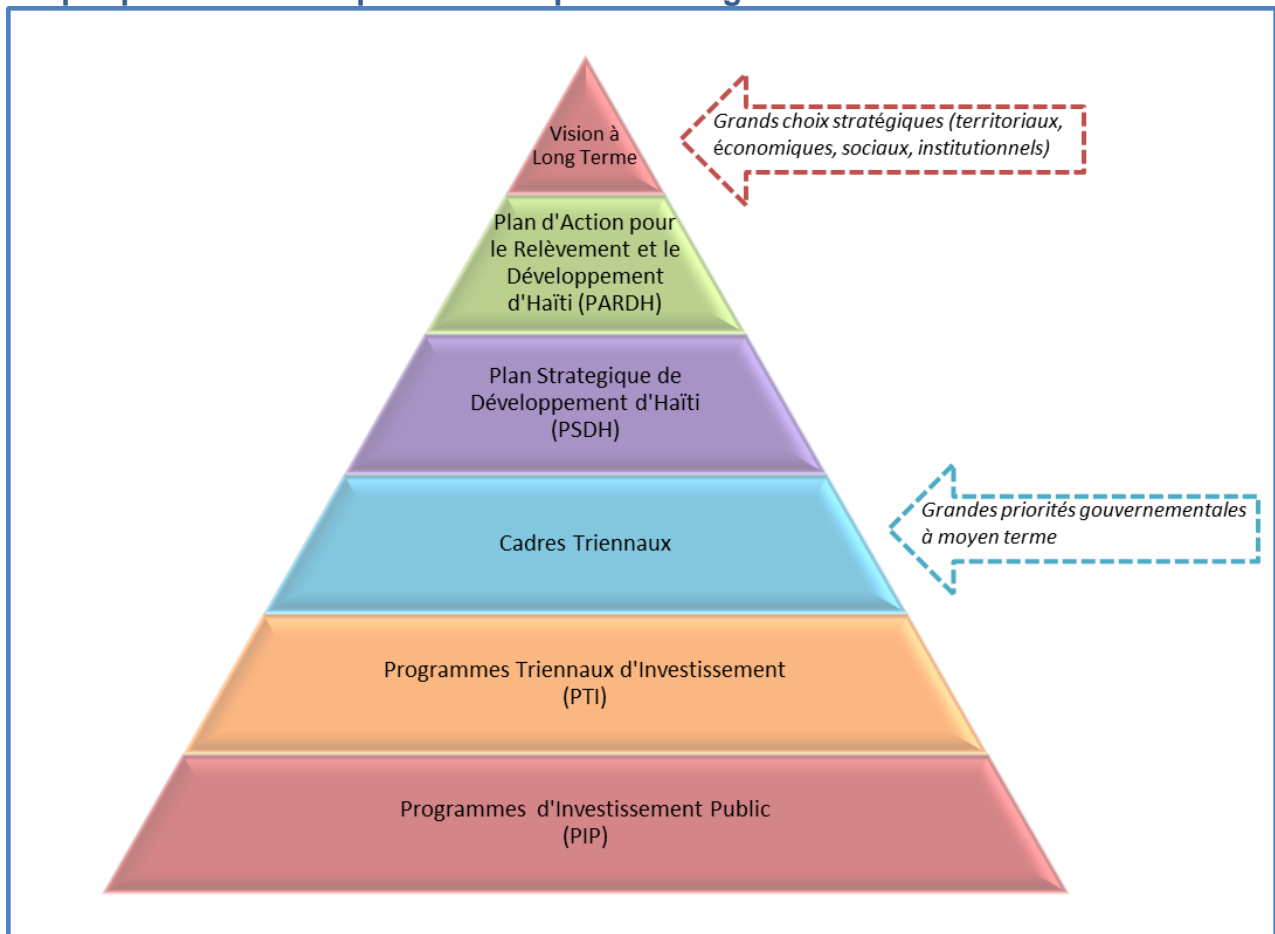 Vision à
Long Terme
Grands choix stratégiques (territoriaux,
économiques, sociaux, institutionnels)
Plan d'Action pour
le Relèvement et le
Développement
d'Haïti (PARDH)
Plan Strategique de
Développement d'Haïti
(PSDH)
Cadres Triennaux
Grandes priorités gouvernementales
à moyen terme
Programmes Triennaux d'Investissement
(PTI)
Programmes d'Investissement Public
(PIP)